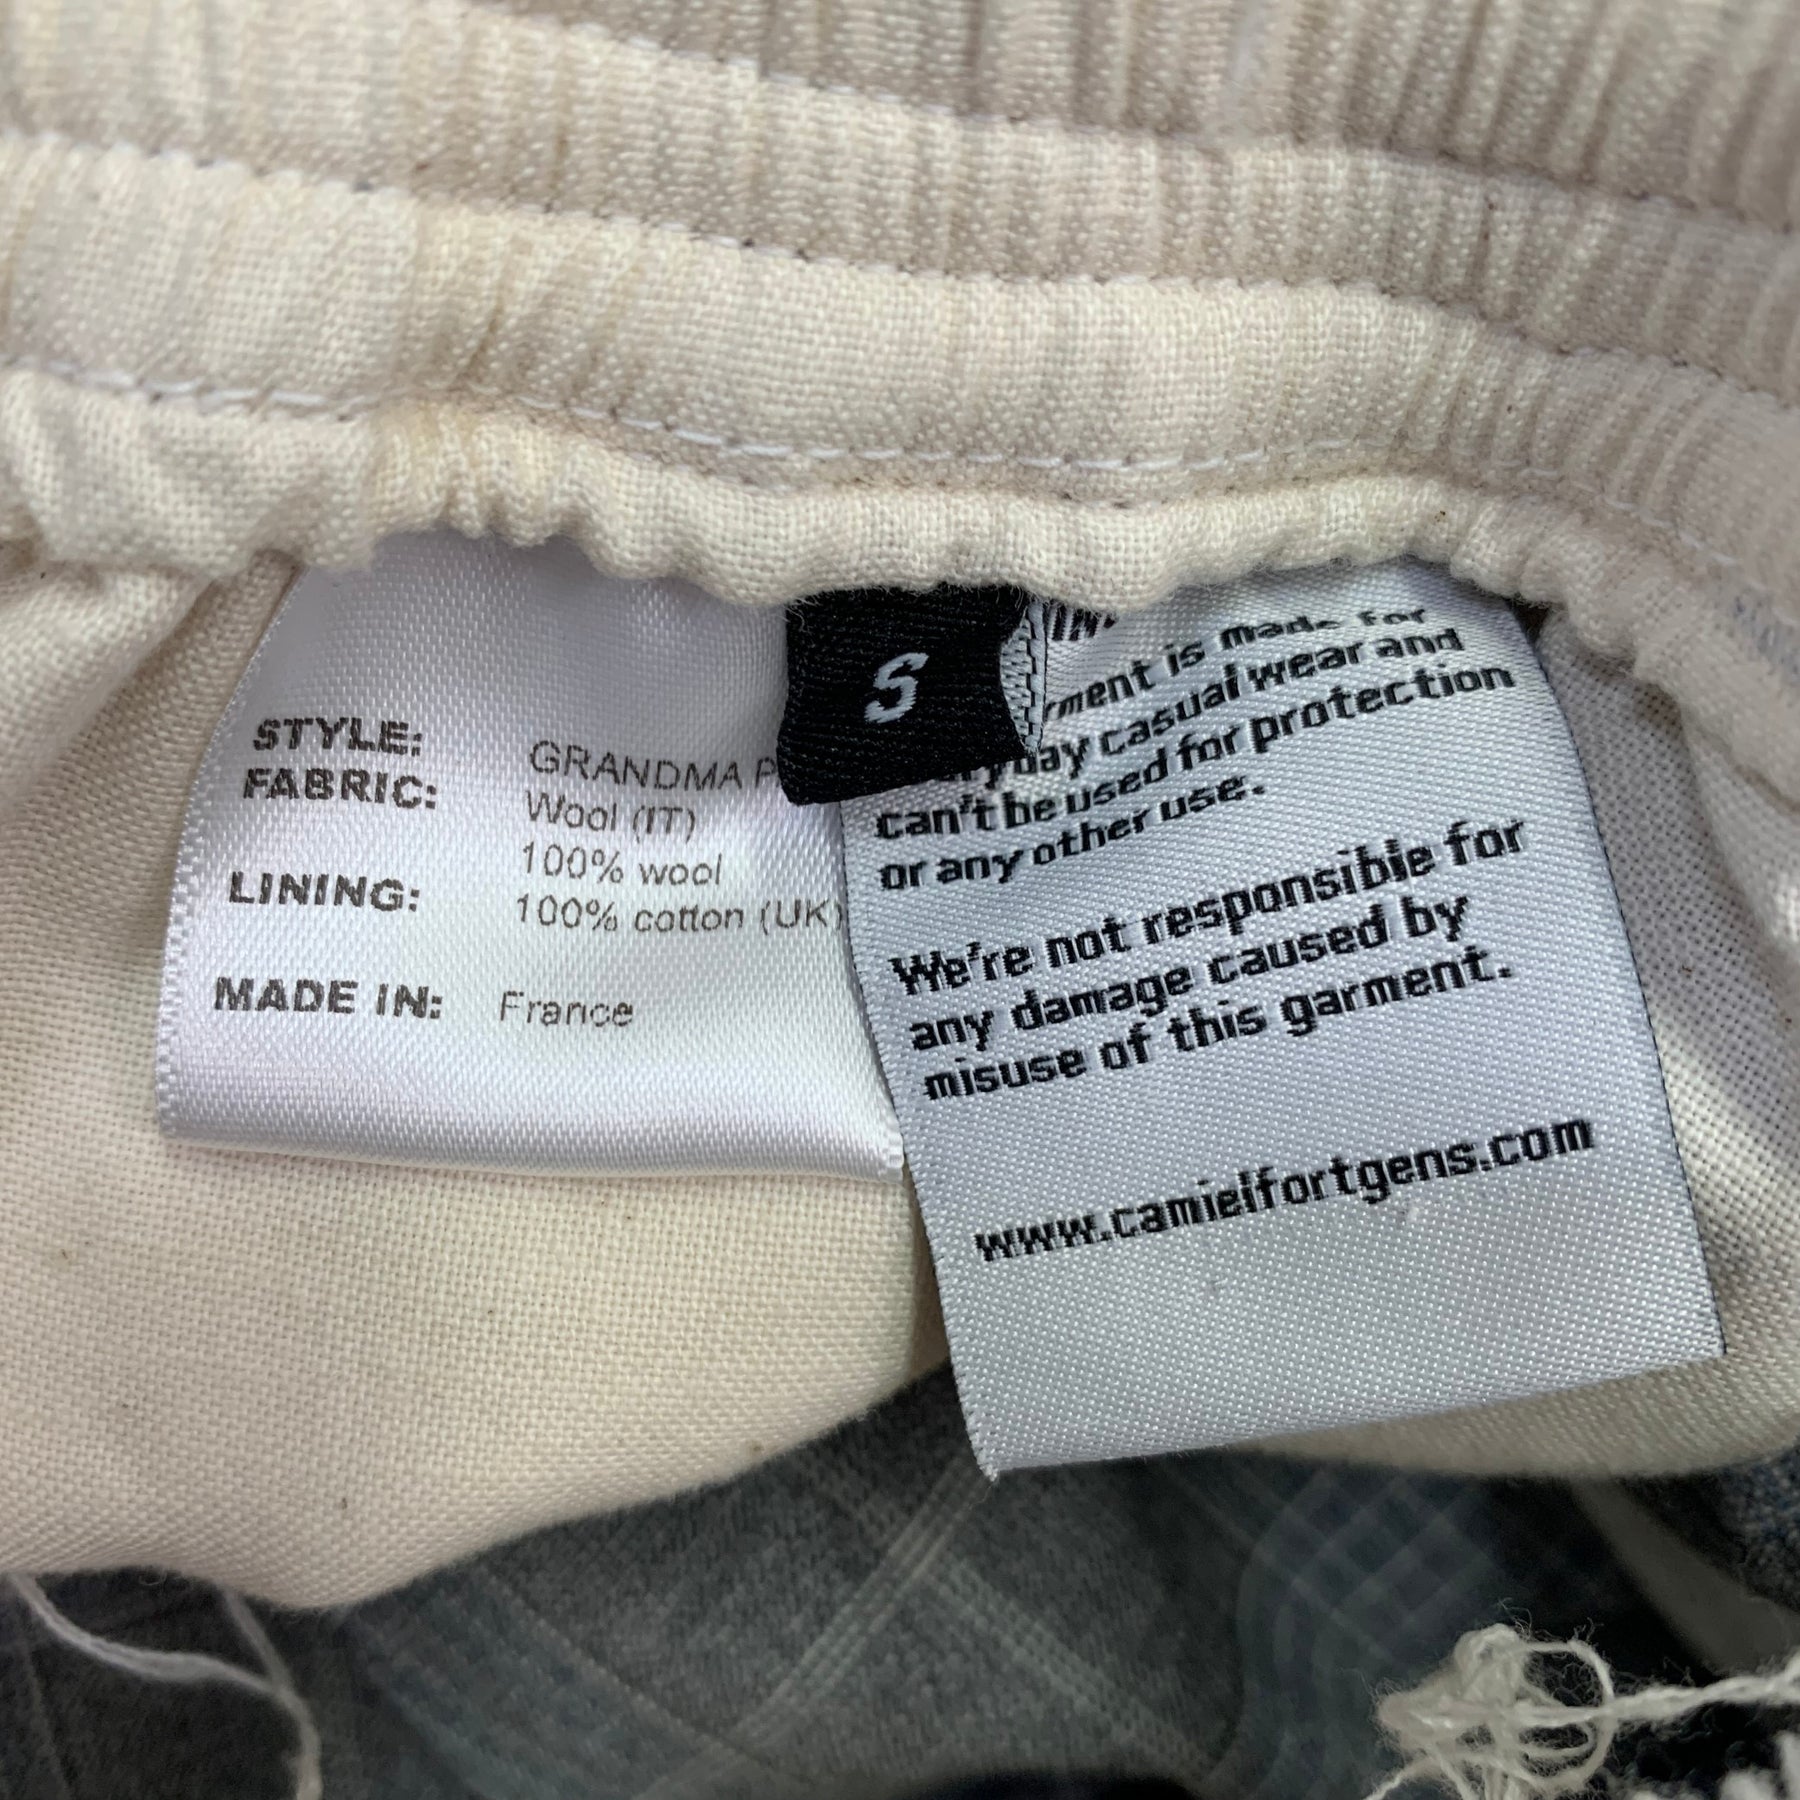 STYLE: GRANDMA P
FABRIC: Wool (IT)
100% wool
LINING: 100% cotton (UK)
MADE IN: France
S
is made for
casual wear and
can't be used for protection
or any other use.
We're not responsible for
any damage caused by
misuse of this garment.
www.camielfortgens.com